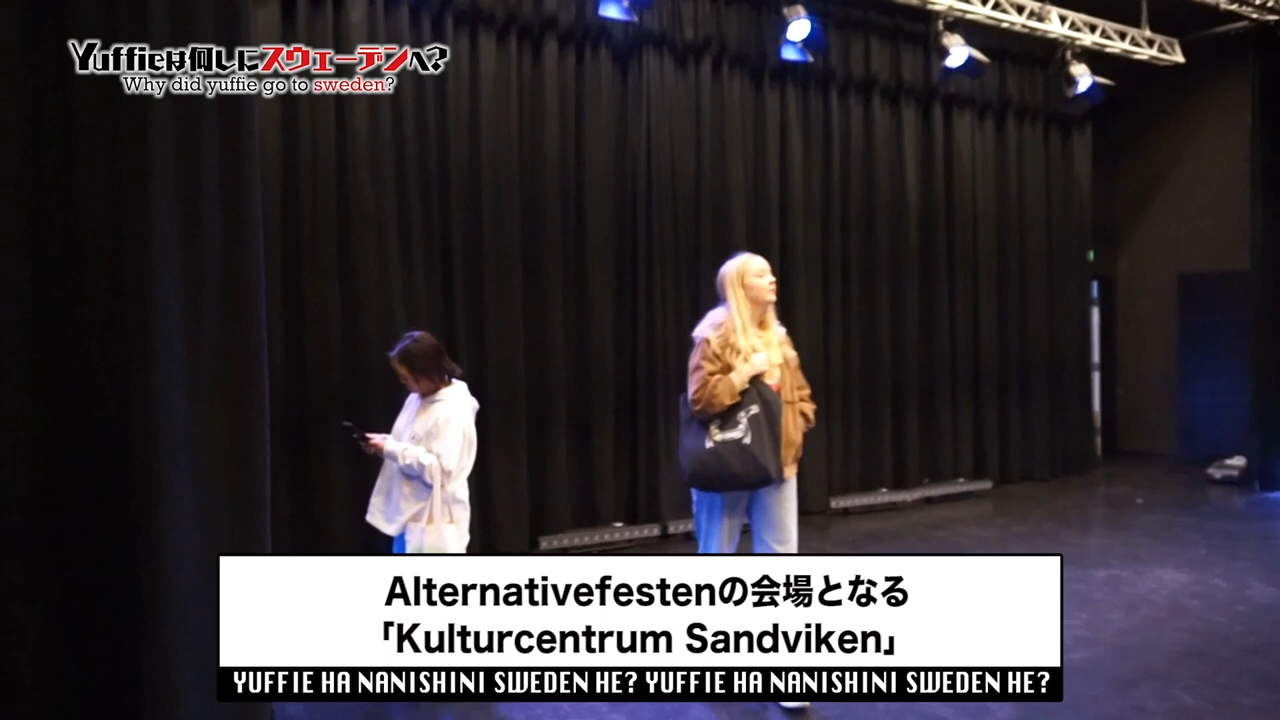 Yuffieは何しにスウェーデンへ?
Why did yuffie go to sweden?
Alternativefestenの会場となる
「Kulturcentrum Sandviken」
YUFFIE HA NANISHINI SWEDEN HE? YUFFIE HA NANISHINI SWEDEN HE?